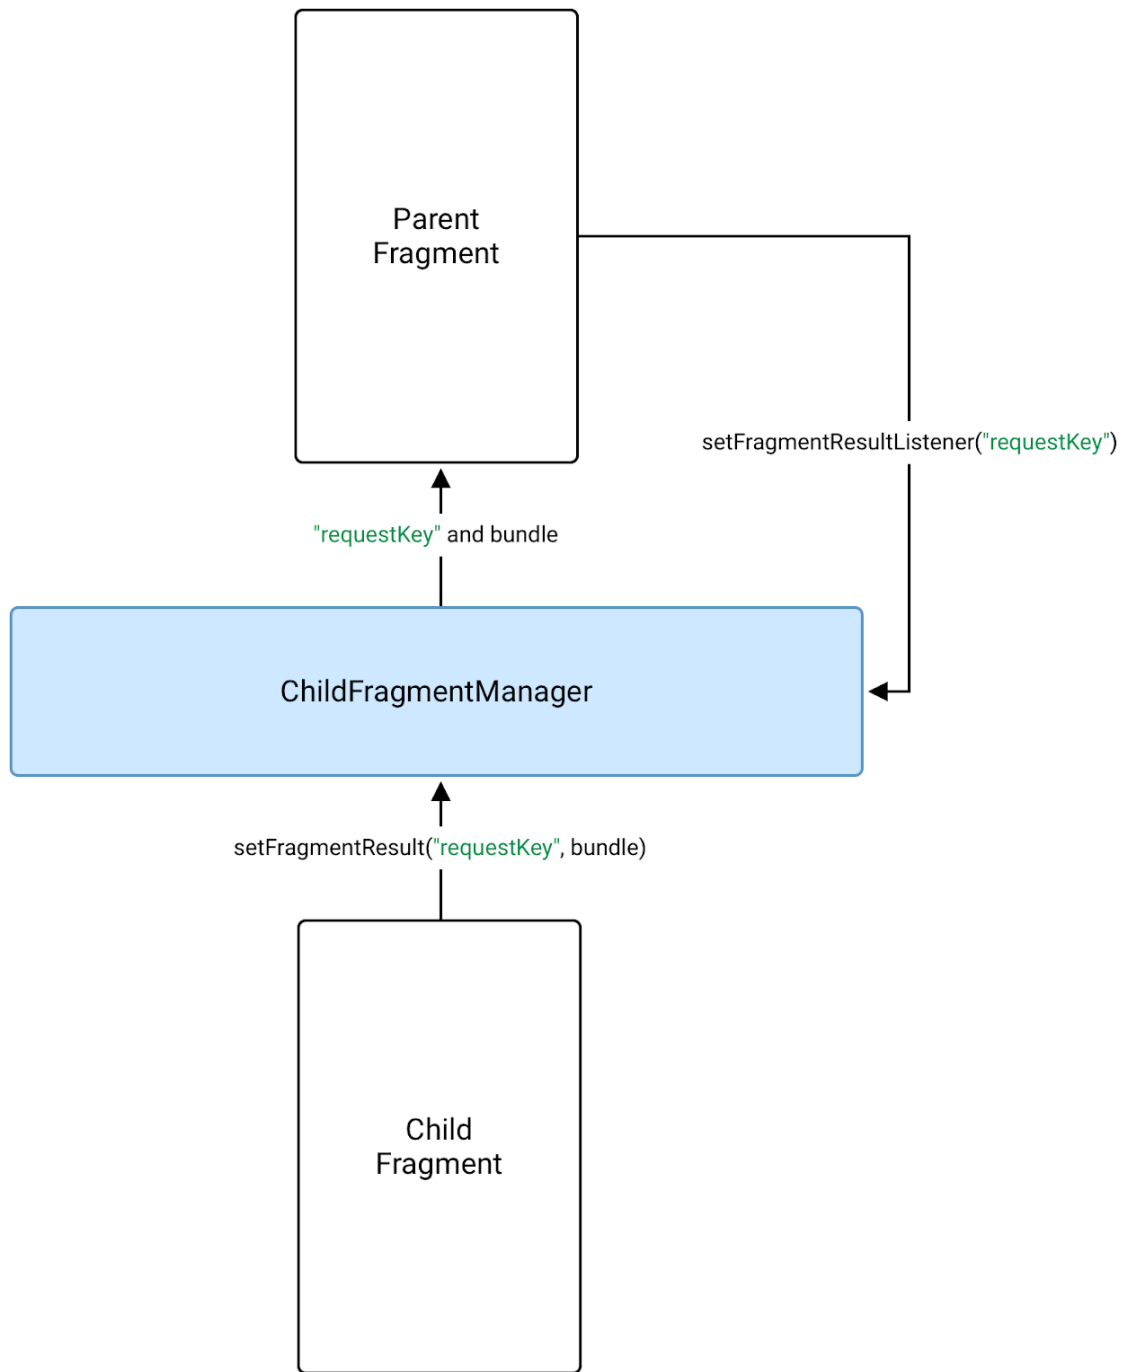 Parent
Fragment
setFragmentResultListener("requestKey")
"requestKey" and bundle
ChildFragmentManager
setFragmentResult("requestKey", bundle)
Child
Fragment